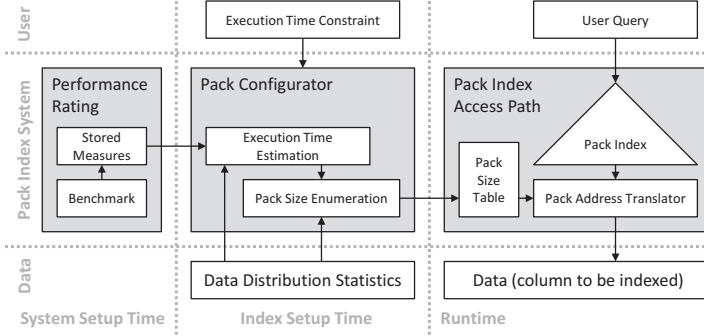 User
Execution Time Constraint
User Query
Pack Index System
Performance
Rating
Stored
Measures
Benchmark
Pack Configurator
Execution Time
Estimation
Pack Size Enumeration
Pack Index
Access Path
Pack
Size
Table
Pack Index
Pack Address Translator
Data
Data Distribution Statistics
Data (column to be indexed)
System Setup Time
Index Setup Time
Runtime